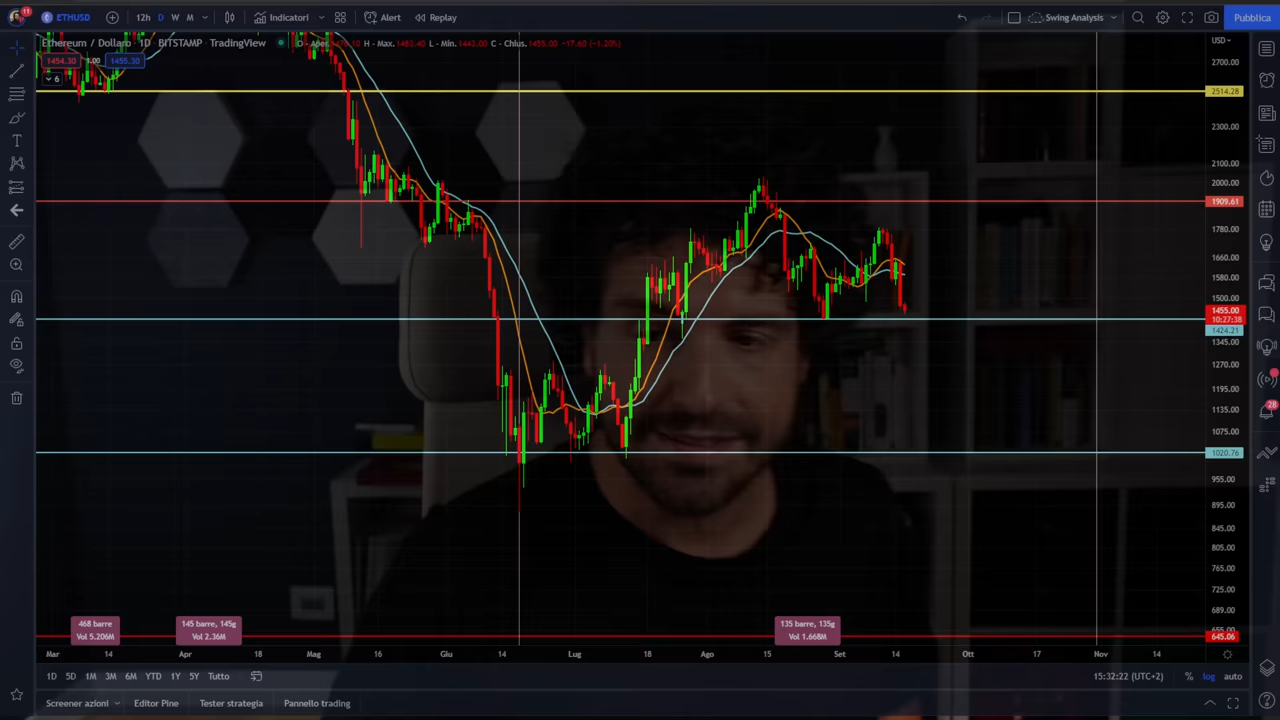 11
ETHUSD
12h D W M
Indicatori
Alert
Replay
Swing Analysis
Pubblica
Ethereum / Dollaro · 1D · BITSTAMP · TradingView
H - Max. 1483.40 L - Min. 1443.00 C - Chius. 1455.00 -17.60 (-1.20%)
USD
1454.30 1.00 1455.30
6
2700.00
2514.28
2300.00
2100.00
2000.00
1909.61
1780.00
1660.00
1580.00
1500.00
1455.00
10:27:38
1424.21
1345.00
1270.00
1195.00
1135.00
1075.00
1020.76
955.00
895.00
845.00
805.00
765.00
725.00
689.00
655.00
645.06
28
468 barre
Vol 5.206M
145 barre, 145g
Vol 2.36M
135 barre, 135g
Vol 1.668M
Mar 14 Apr 18 Mag 16 Giu 14 Lug 18 Ago 15 Set 14 Ott 17 Nov 14
1D 5D 1M 3M 6M YTD 1Y 5Y Tutto
15:32:22 (UTC+2) % log auto
Screener azioni Editor Pine Tester strategia Pannello trading